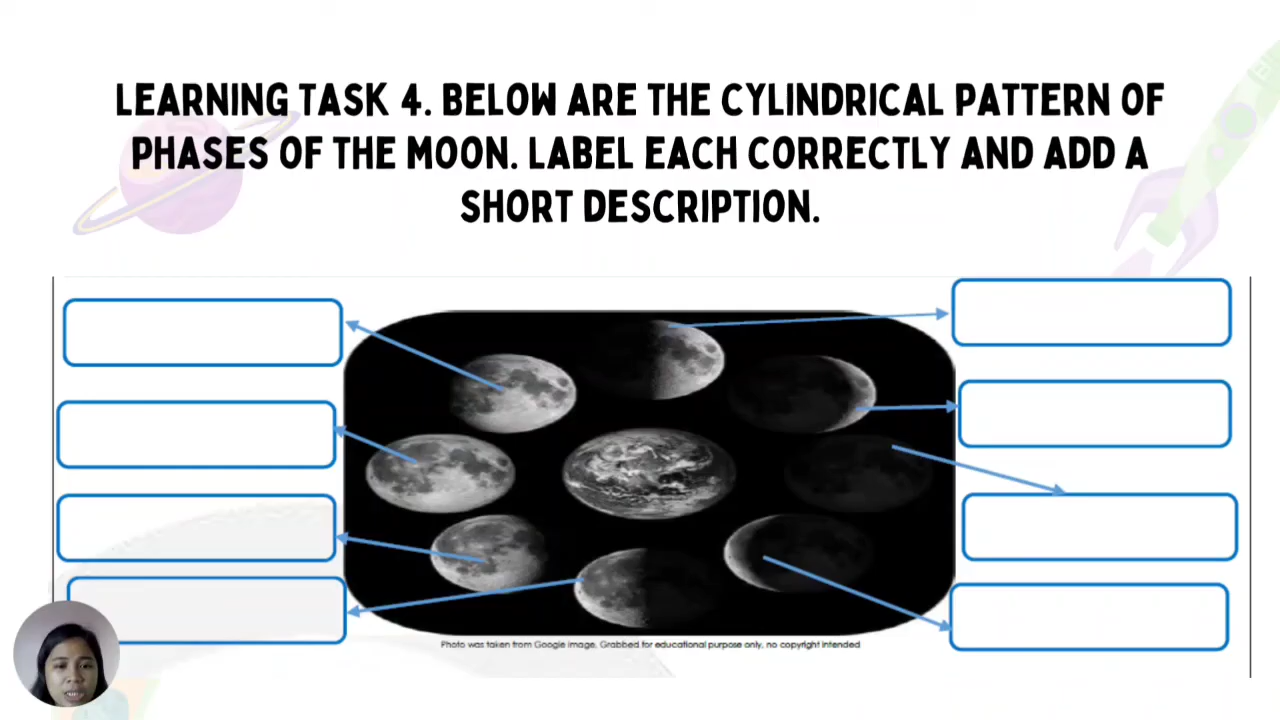 LEARNING TASK 4. BELOW ARE THE CYLINDRICAL PATTERN OF
PHASES OF THE MOON. LABEL EACH CORRECTLY AND ADD A
SHORT DESCRIPTION.
Photo was taken from Google image, Grabbed for educational purpose only, no copyright intended